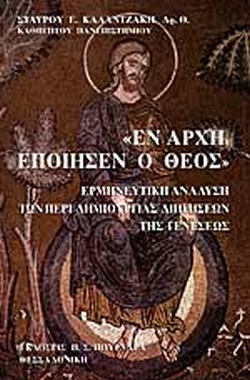 ΣΤΑΥΡΟΥ Ε. ΚΑΛΑΝΤΖΑΚΗ, Δρ. Θ.
ΚΑΘΗΓΗΤΟΥ ΠΑΝΕΠΙΣΤΗΜΙΟΥ
«ΕΝ ΑΡΧΗ
ΕΠΟΙΗΣΕΝ Ο ΘΕΟΣ»
ΕΡΜΗΝΕΥΤΙΚΗ ΑΝΑΛΥΣΗ
ΤΩΝ ΠΕΡΙ ΔΗΜΙΟΥΡΓΙΑΣ ΔΙΗΓΗΣΕΩΝ
ΤΗΣ ΓΕΝΕΣΕΩΣ
ΕΚΔΟΣΕΙΣ Π. Σ. ΠΟΥΡΝΑΡΑ
ΘΕΣΣΑΛΟΝΙΚΗ